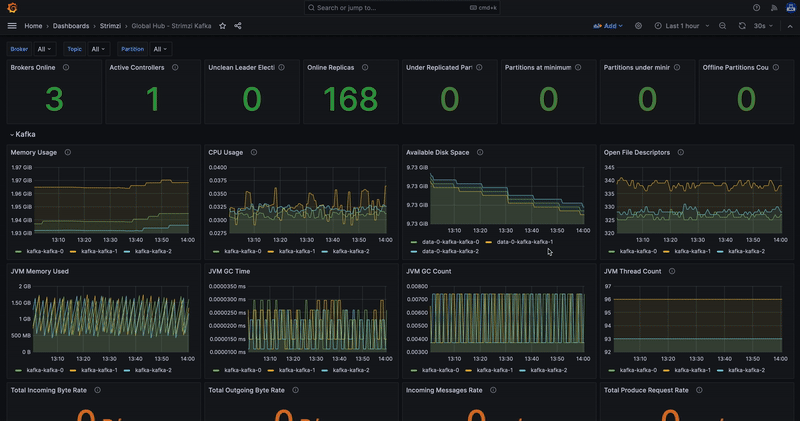 Search or jump to...
cmd+k
Home › Dashboards › Strimzi › Global Hub - Strimzi Kafka
Add
Last 1 hour
30s
Broker All
Topic All
Partition All
Brokers Online
Active Controllers
Unclean Leader Electi
Online Replicas
Under Replicated Par
Partitions at minimum
Partitions under minir
Offline Partitions Cou
3
1
0
168
0
0
0
0
Kafka
Memory Usage
1.97 GiB
1.97 GiB
1.96 GiB
1.95 GiB
1.94 GiB
1.93 GiB
13:10 13:20 13:30 13:40 13:50 14:00
kafka-kafka-0 kafka-kafka-1 kafka-kafka-2
CPU Usage
0.0400
0.0375
0.0350
0.0325
0.0300
0.0275
13:10 13:20 13:30 13:40 13:50 14:00
kafka-kafka-0 kafka-kafka-1 kafka-kafka-2
Available Disk Space
9.73 GiB
9.73 GiB
9.73 GiB
9.73 GiB
13:10 13:20 13:30 13:40 13:50 14:00
data-0-kafka-kafka-0 data-0-kafka-kafka-1
data-0-kafka-kafka-2
Open File Descriptors
345
340
335
330
325
320
13:10 13:20 13:30 13:40 13:50 14:00
kafka-kafka-0 kafka-kafka-1 kafka-kafka-2
JVM Memory Used
2 GB
1.50 GB
1 GB
500 MB
0 B
13:10 13:20 13:30 13:40 13:50 14:00
kafka-kafka-0 kafka-kafka-1 kafka-kafka-2
JVM GC Time
0.0000350 ms
0.0000300 ms
0.0000250 ms
0.0000200 ms
0.0000150 ms
0.0000100 ms
13:10 13:20 13:30 13:40 13:50 14:00
kafka-kafka-0 kafka-kafka-1 kafka-kafka-2
JVM GC Count
0.00800
0.00700
0.00600
0.00500
0.00400
0.00300
13:10 13:20 13:30 13:40 13:50 14:00
kafka-kafka-0 kafka-kafka-1 kafka-kafka-2
JVM Thread Count
97
96
95
94
93
92
13:10 13:20 13:30 13:40 13:50 14:00
kafka-kafka-0 kafka-kafka-1 kafka-kafka-2
Total Incoming Byte Rate
Total Outgoing Byte Rate
Incoming Messages Rate
Total Produce Request Rate